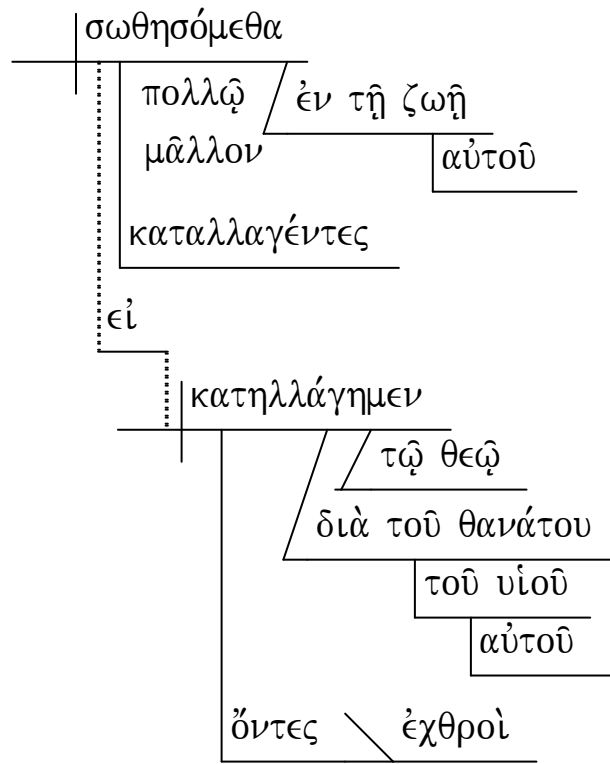 σωθησόμεθα
πολλῷ ἐν τῇ ζωῇ
μᾶλλον αὐτοῦ
καταλλαγέντες
εἰ
κατηλλάγημεν
τῷ θεῷ
διὰ τοῦ θανάτου
τοῦ υἱοῦ
αὐτοῦ
ὄντες ἐχθροὶ